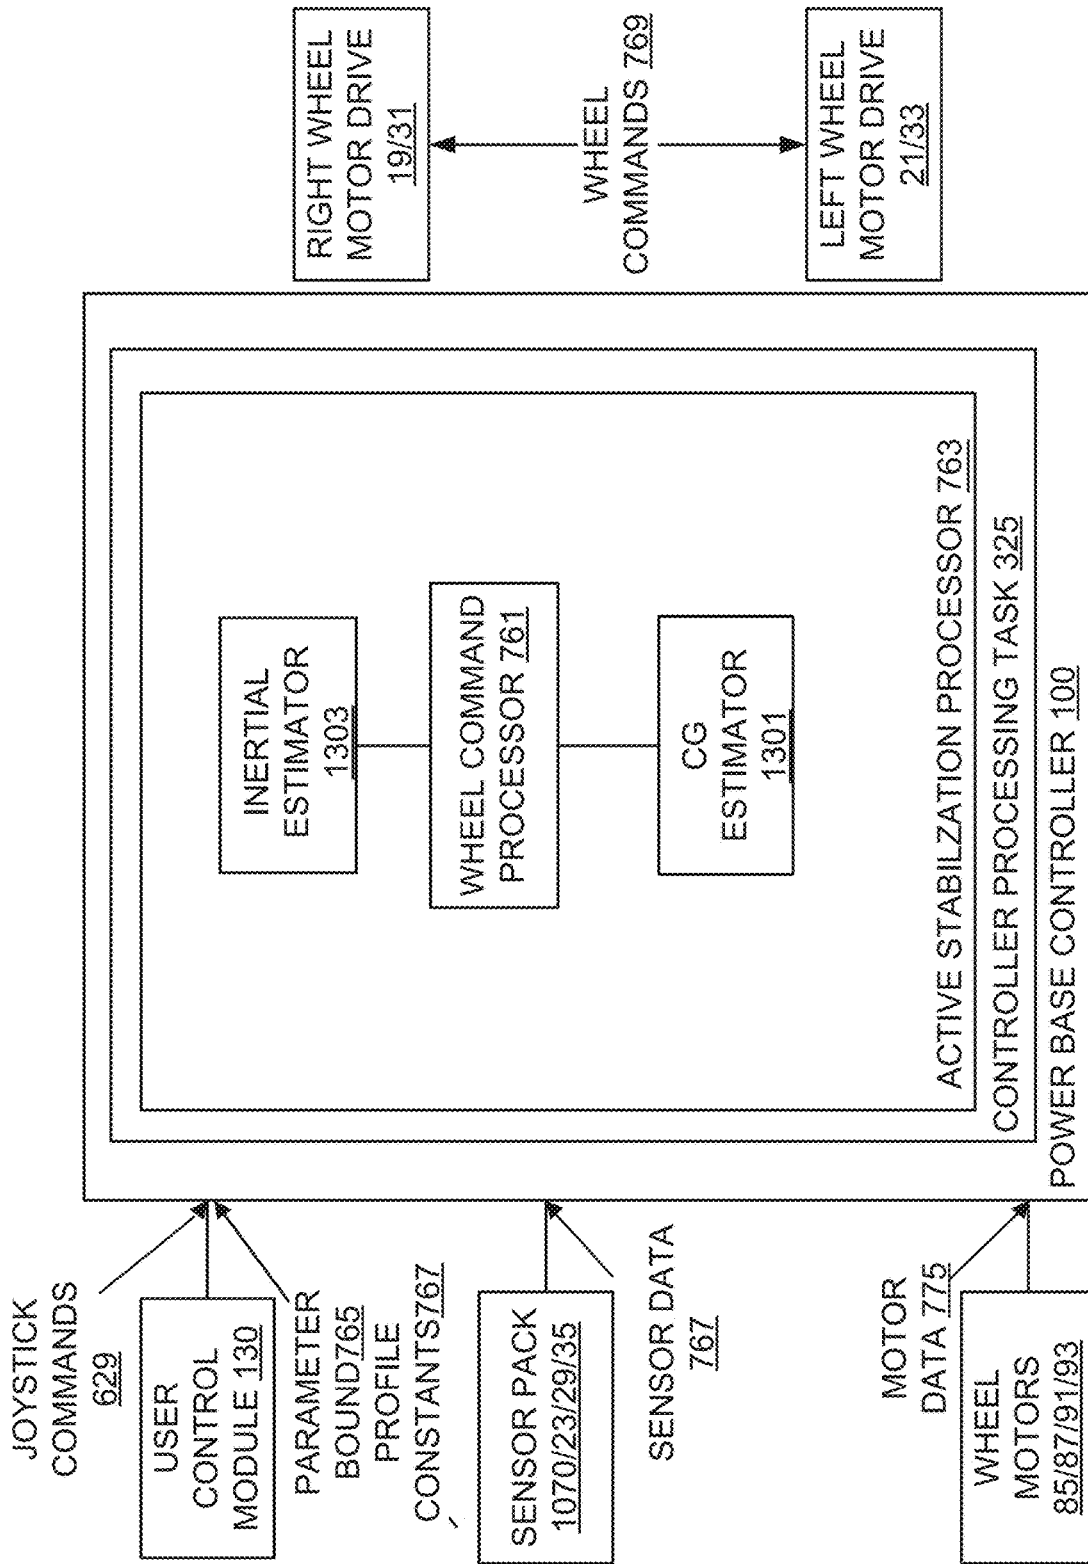 JOYSTICK
COMMANDS
629
USER
CONTROL
MODULE 130
PARAMETER
BOUND765
PROFILE
CONSTANTS767
SENSOR PACK
1070/23/29/35
SENSOR DATA
767
MOTOR
DATA 775
WHEEL
MOTORS
85/87/91/93
INERTIAL
ESTIMATOR
1303
WHEEL COMMAND
PROCESSOR 761
CG
ESTIMATOR
1301
ACTIVE STABILZATION PROCESSOR 763
CONTROLLER PROCESSING TASK 325
POWER BASE CONTROLLER 100
RIGHT WHEEL
MOTOR DRIVE
19/31
WHEEL
COMMANDS 769
LEFT WHEEL
MOTOR DRIVE
21/33